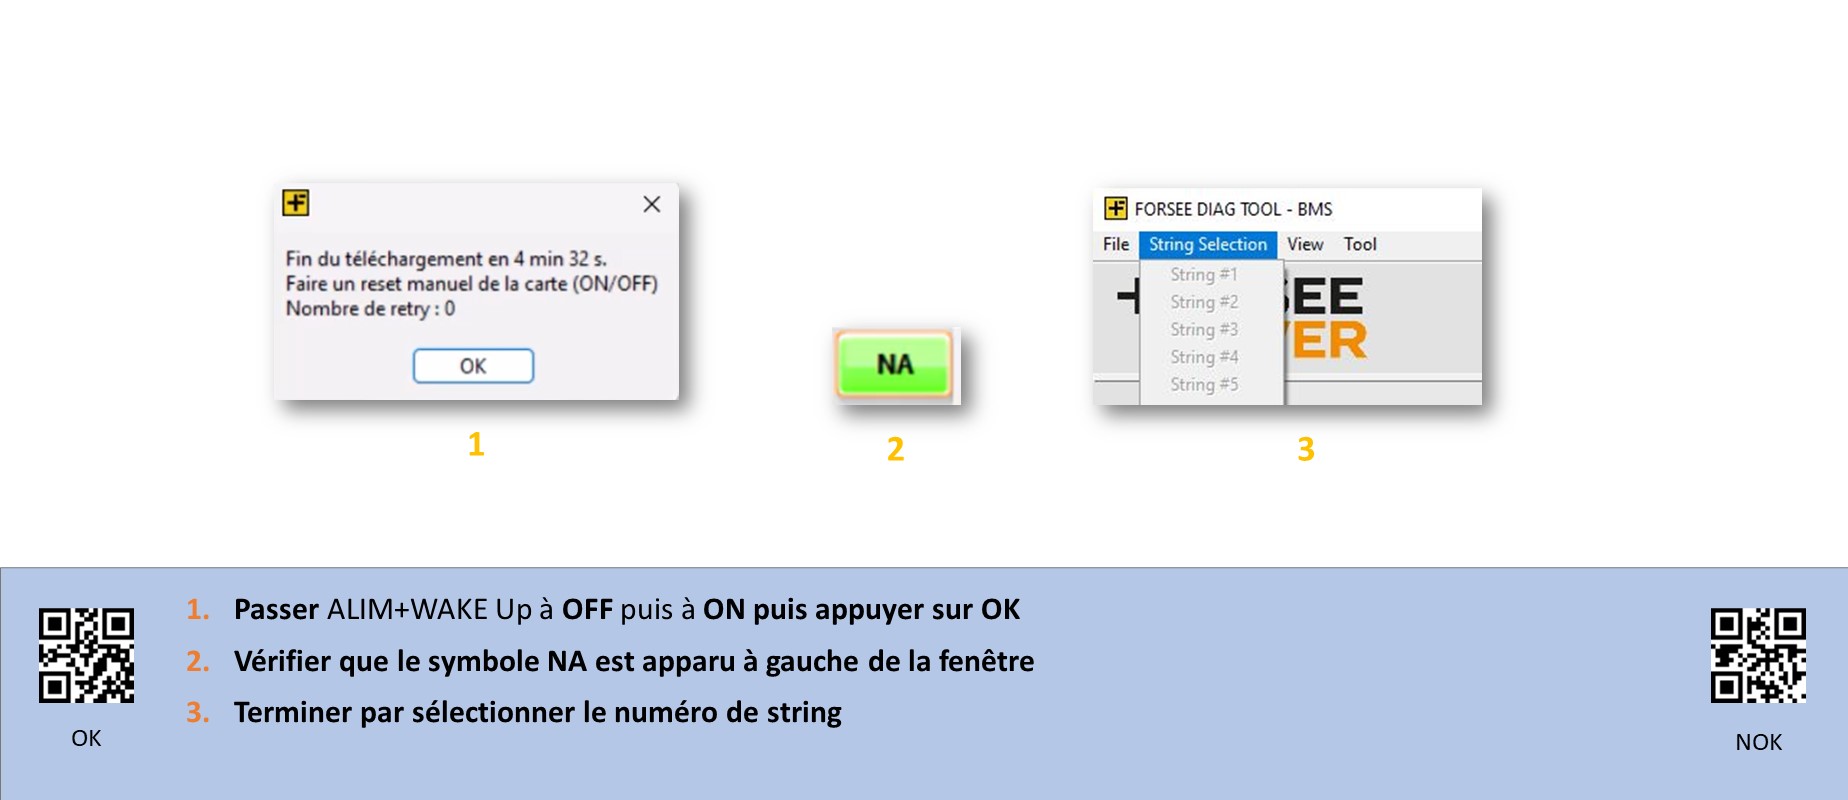 Fin du téléchargement en 4 min 32 s.
Faire un reset manuel de la carte (ON/OFF)
Nombre de retry : 0
OK
1
NA
2
FORSEE DIAG TOOL - BMS
File String Selection View Tool
String #1
String #2
String #3
String #4
String #5
EE
ER
3
1. Passer ALIM+WAKE Up à OFF puis à ON puis appuyer sur OK
2. Vérifier que le symbole NA est apparu à gauche de la fenêtre
3. Terminer par sélectionner le numéro de string
OK
NOK